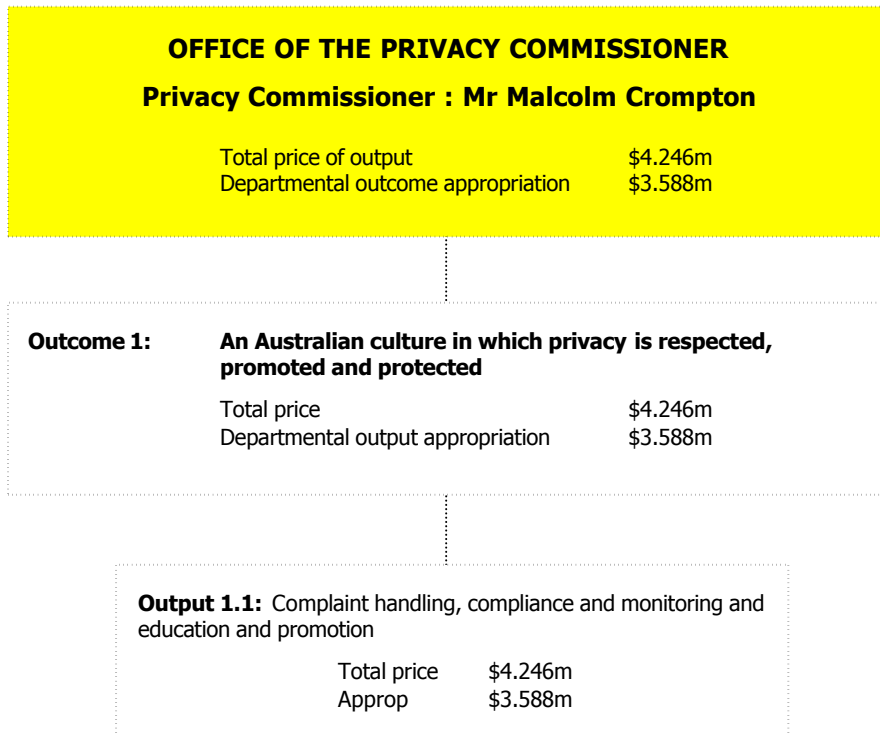 OFFICE OF THE PRIVACY COMMISSIONER
Privacy Commissioner : Mr Malcolm Crompton
Total price of output $4.246m
Departmental outcome appropriation $3.588m
Outcome 1: An Australian culture in which privacy is respected,
promoted and protected
Total price $4.246m
Departmental output appropriation $3.588m
Output 1.1: Complaint handling, compliance and monitoring and
education and promotion
Total price $4.246m
Approp $3.588m